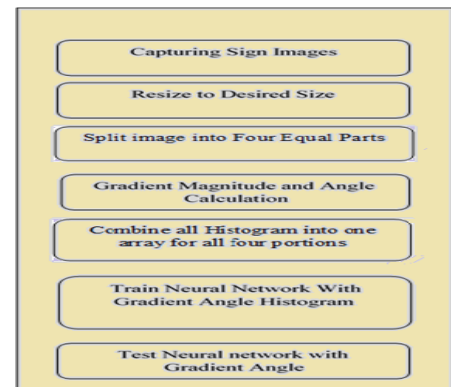 Capturing Sign Images
Resize to Desired Size
Split image into Four Equal Parts
Gradient Magnitude and Angle
Calculation
Combine all Histogram into one
array for all four portions
Train Neural Network With
Gradient Angle Histogram
Test Neural network with
Gradient Angle